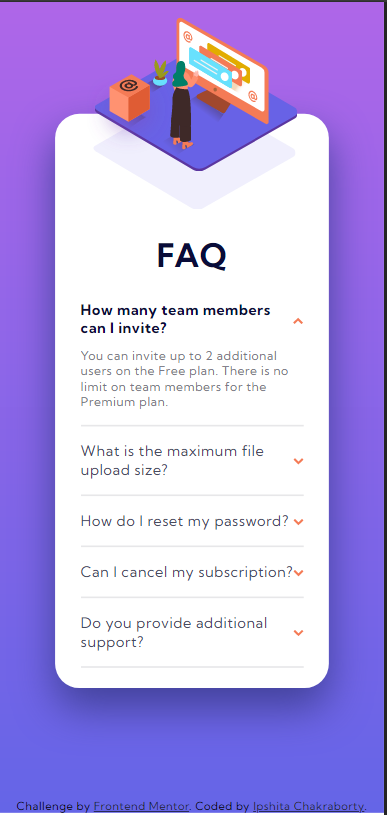 @
@
@
FAQ
How many team members
can I invite?
You can invite up to 2 additional
users on the Free plan. There is no
limit on team members for the
Premium plan.
What is the maximum file
upload size?
How do I reset my password?
Can I cancel my subscription?
Do you provide additional
support?
Challenge by Frontend Mentor. Coded by Ipshita Chakraborty.